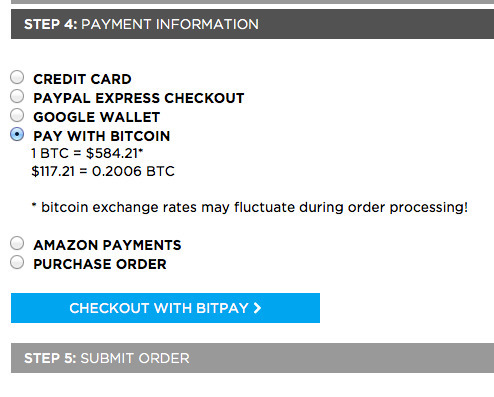 STEP 4: PAYMENT INFORMATION
CREDIT CARD
PAYPAL EXPRESS CHECKOUT
GOOGLE WALLET
PAY WITH BITCOIN
1 BTC = $584.21*
$117.21 = 0.2006 BTC
* bitcoin exchange rates may fluctuate during order processing!
AMAZON PAYMENTS
PURCHASE ORDER
CHECKOUT WITH BITPAY >
STEP 5: SUBMIT ORDER